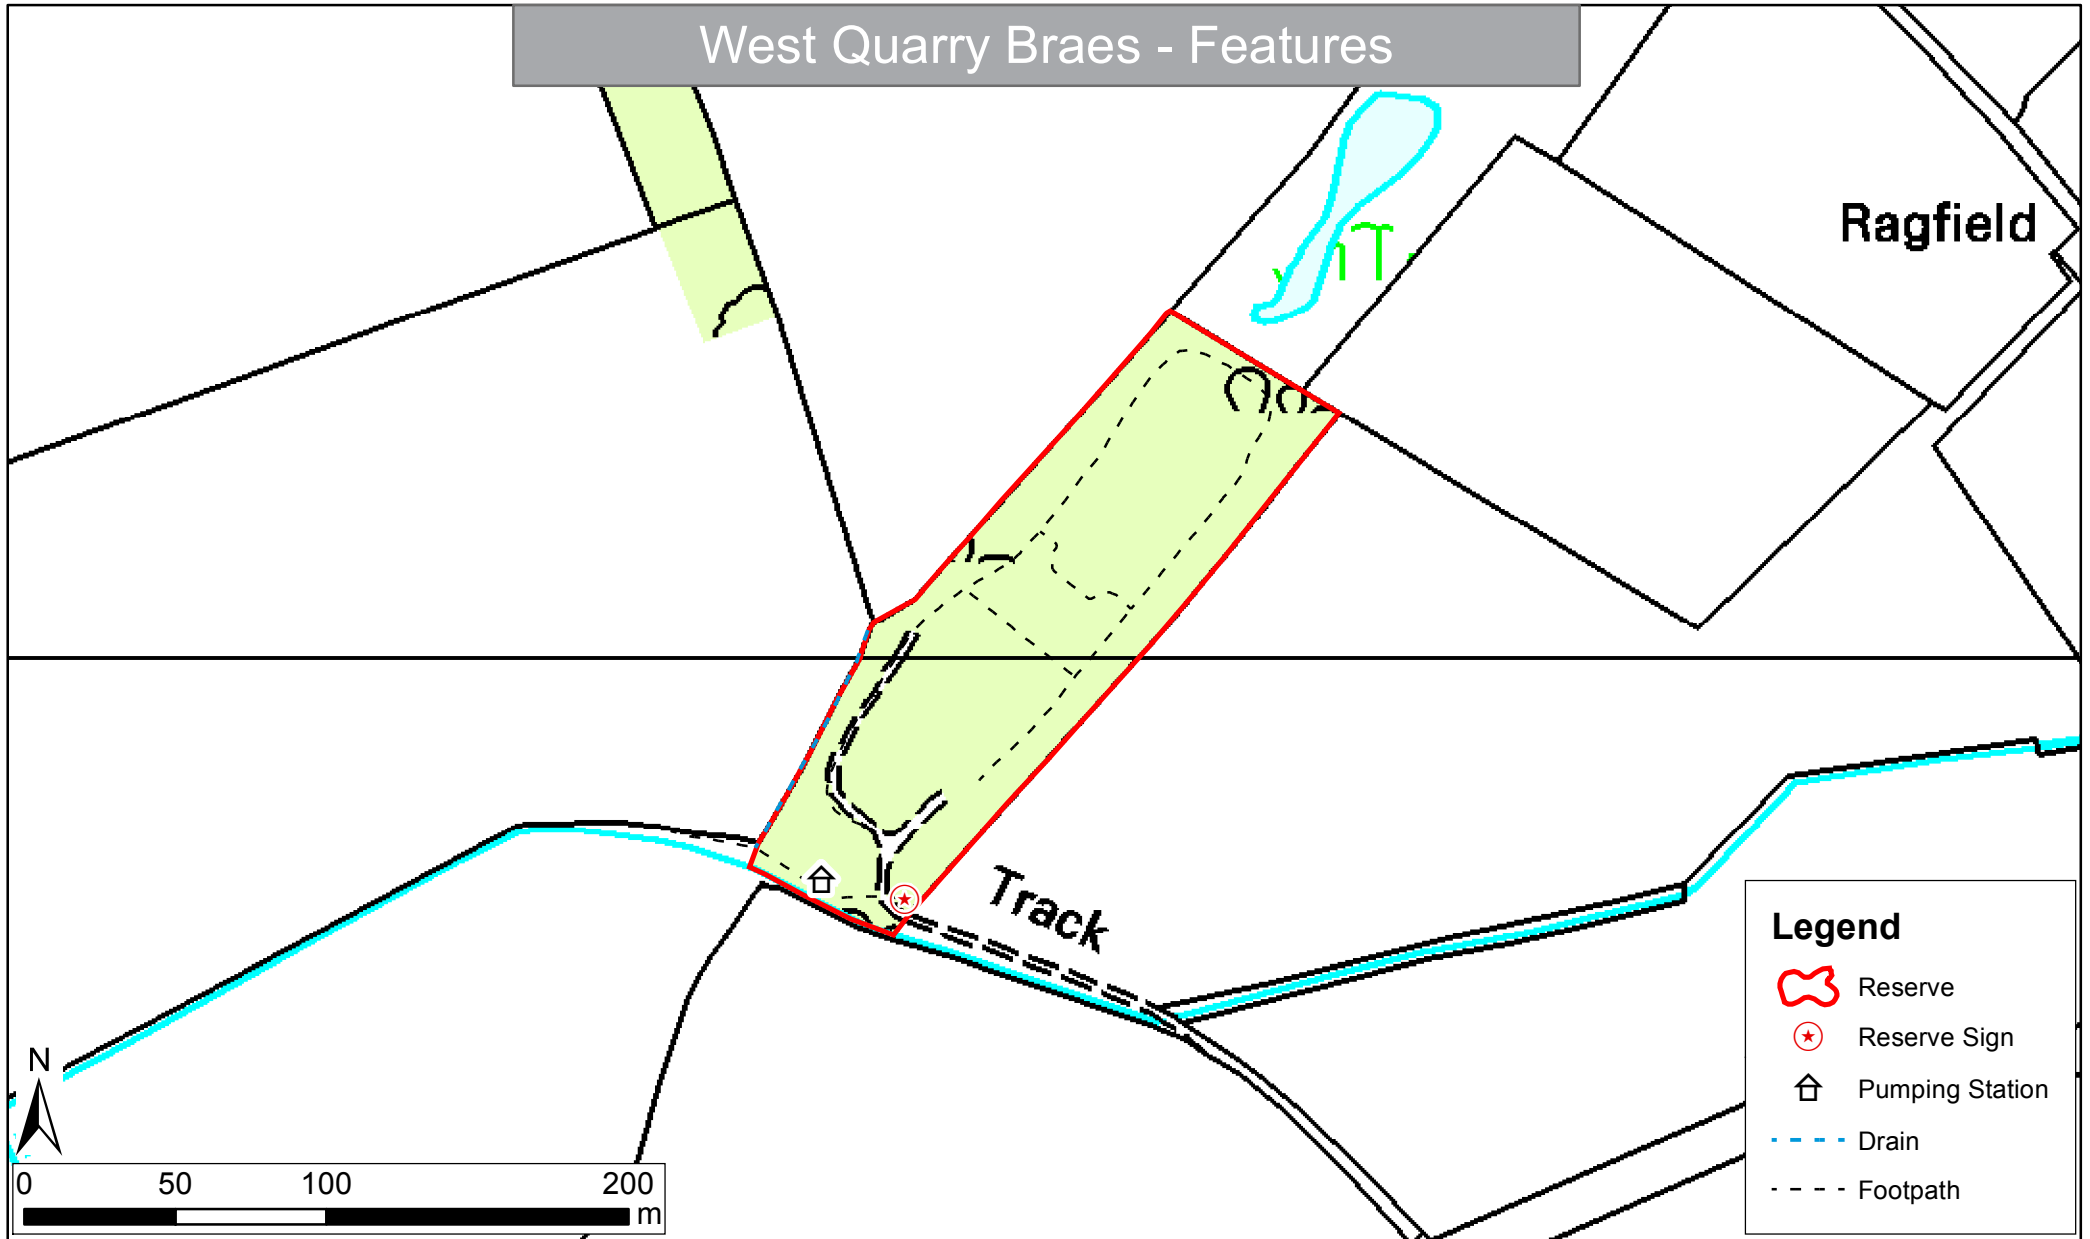 West Quarry Braes - Features
Ragfield
Track
Legend
Reserve
Reserve Sign
Pumping Station
Drain
Footpath
N
0 50 100 200
m